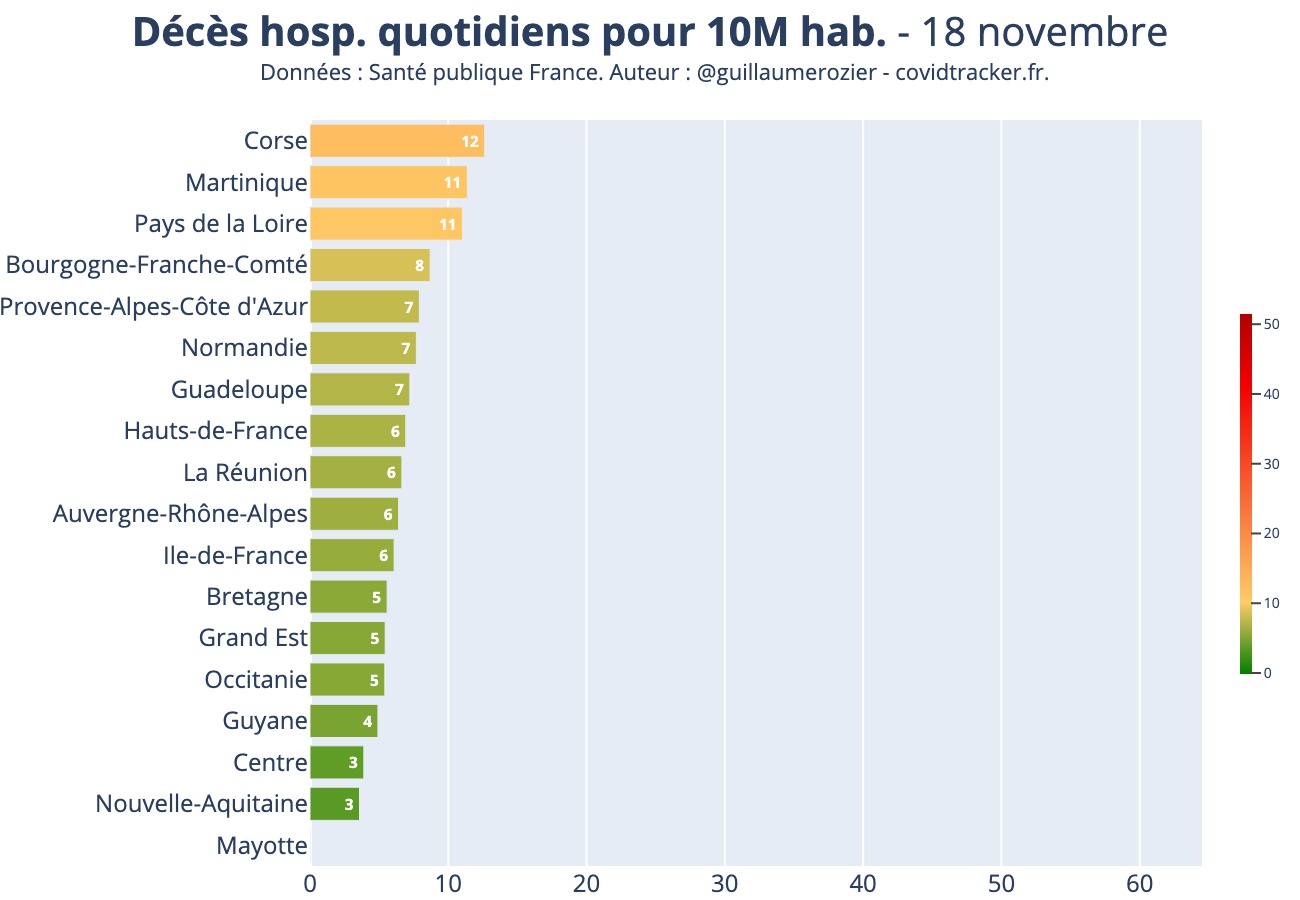 Décès hosp. quotidiens pour 10M hab. - 18 novembre
Données : Santé publique France. Auteur : @guillaumerozier - covidtracker.fr.
Corse 12
Martinique 11
Pays de la Loire 11
Bourgogne-Franche-Comté 8
Provence-Alpes-Côte d'Azur 7
Normandie 7
Guadeloupe 7
Hauts-de-France 6
La Réunion 6
Auvergne-Rhône-Alpes 6
Ile-de-France 6
Bretagne 5
Grand Est 5
Occitanie 5
Guyane 4
Centre 3
Nouvelle-Aquitaine 3
Mayotte
0 10 20 30 40 50 60
50
40
30
20
10
0